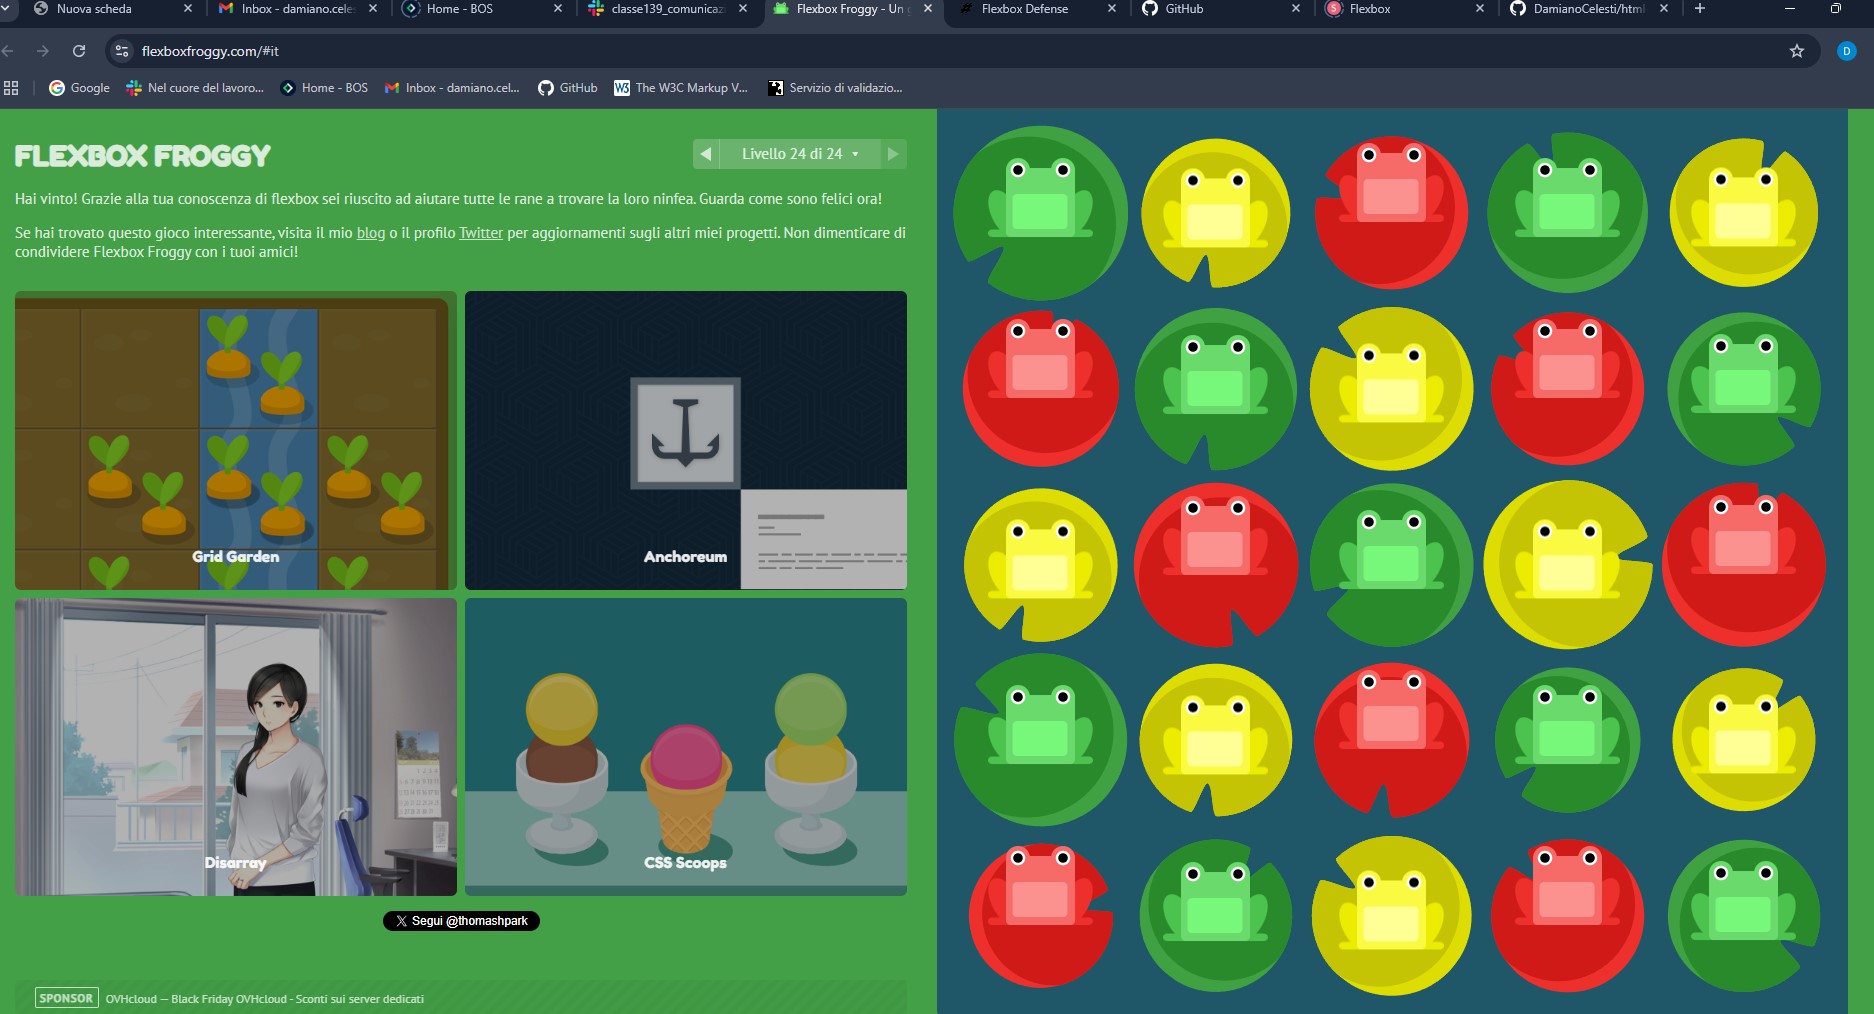 Nuova scheda
Inbox - damiano.celes
Home - BOS
classe139_comunicaz
Flexbox Froggy - Un g
Flexbox Defense
GitHub
Flexbox
DamianoCelesti/html
flexboxfroggy.com/#it
D
Google
Nel cuore del lavoro...
Home - BOS
Inbox - damiano.cel...
GitHub
W3
The W3C Markup V...
Servizio di validazio...
FLEXBOX FROGGY
Livello 24 di 24
Hai vinto! Grazie alla tua conoscenza di flexbox sei riuscito ad aiutare tutte le rane a trovare la loro ninfea. Guarda come sono felici ora!
Se hai trovato questo gioco interessante, visita il mio blog o il profilo Twitter per aggiornamenti sugli altri miei progetti. Non dimenticare di
condividere Flexbox Froggy con i tuoi amici!
Grid Garden
Anchoreum
Disarray
CSS Scoops
Segui @thomashpark
SPONSOR OVHcloud — Black Friday OVHcloud - Sconti sui server dedicati